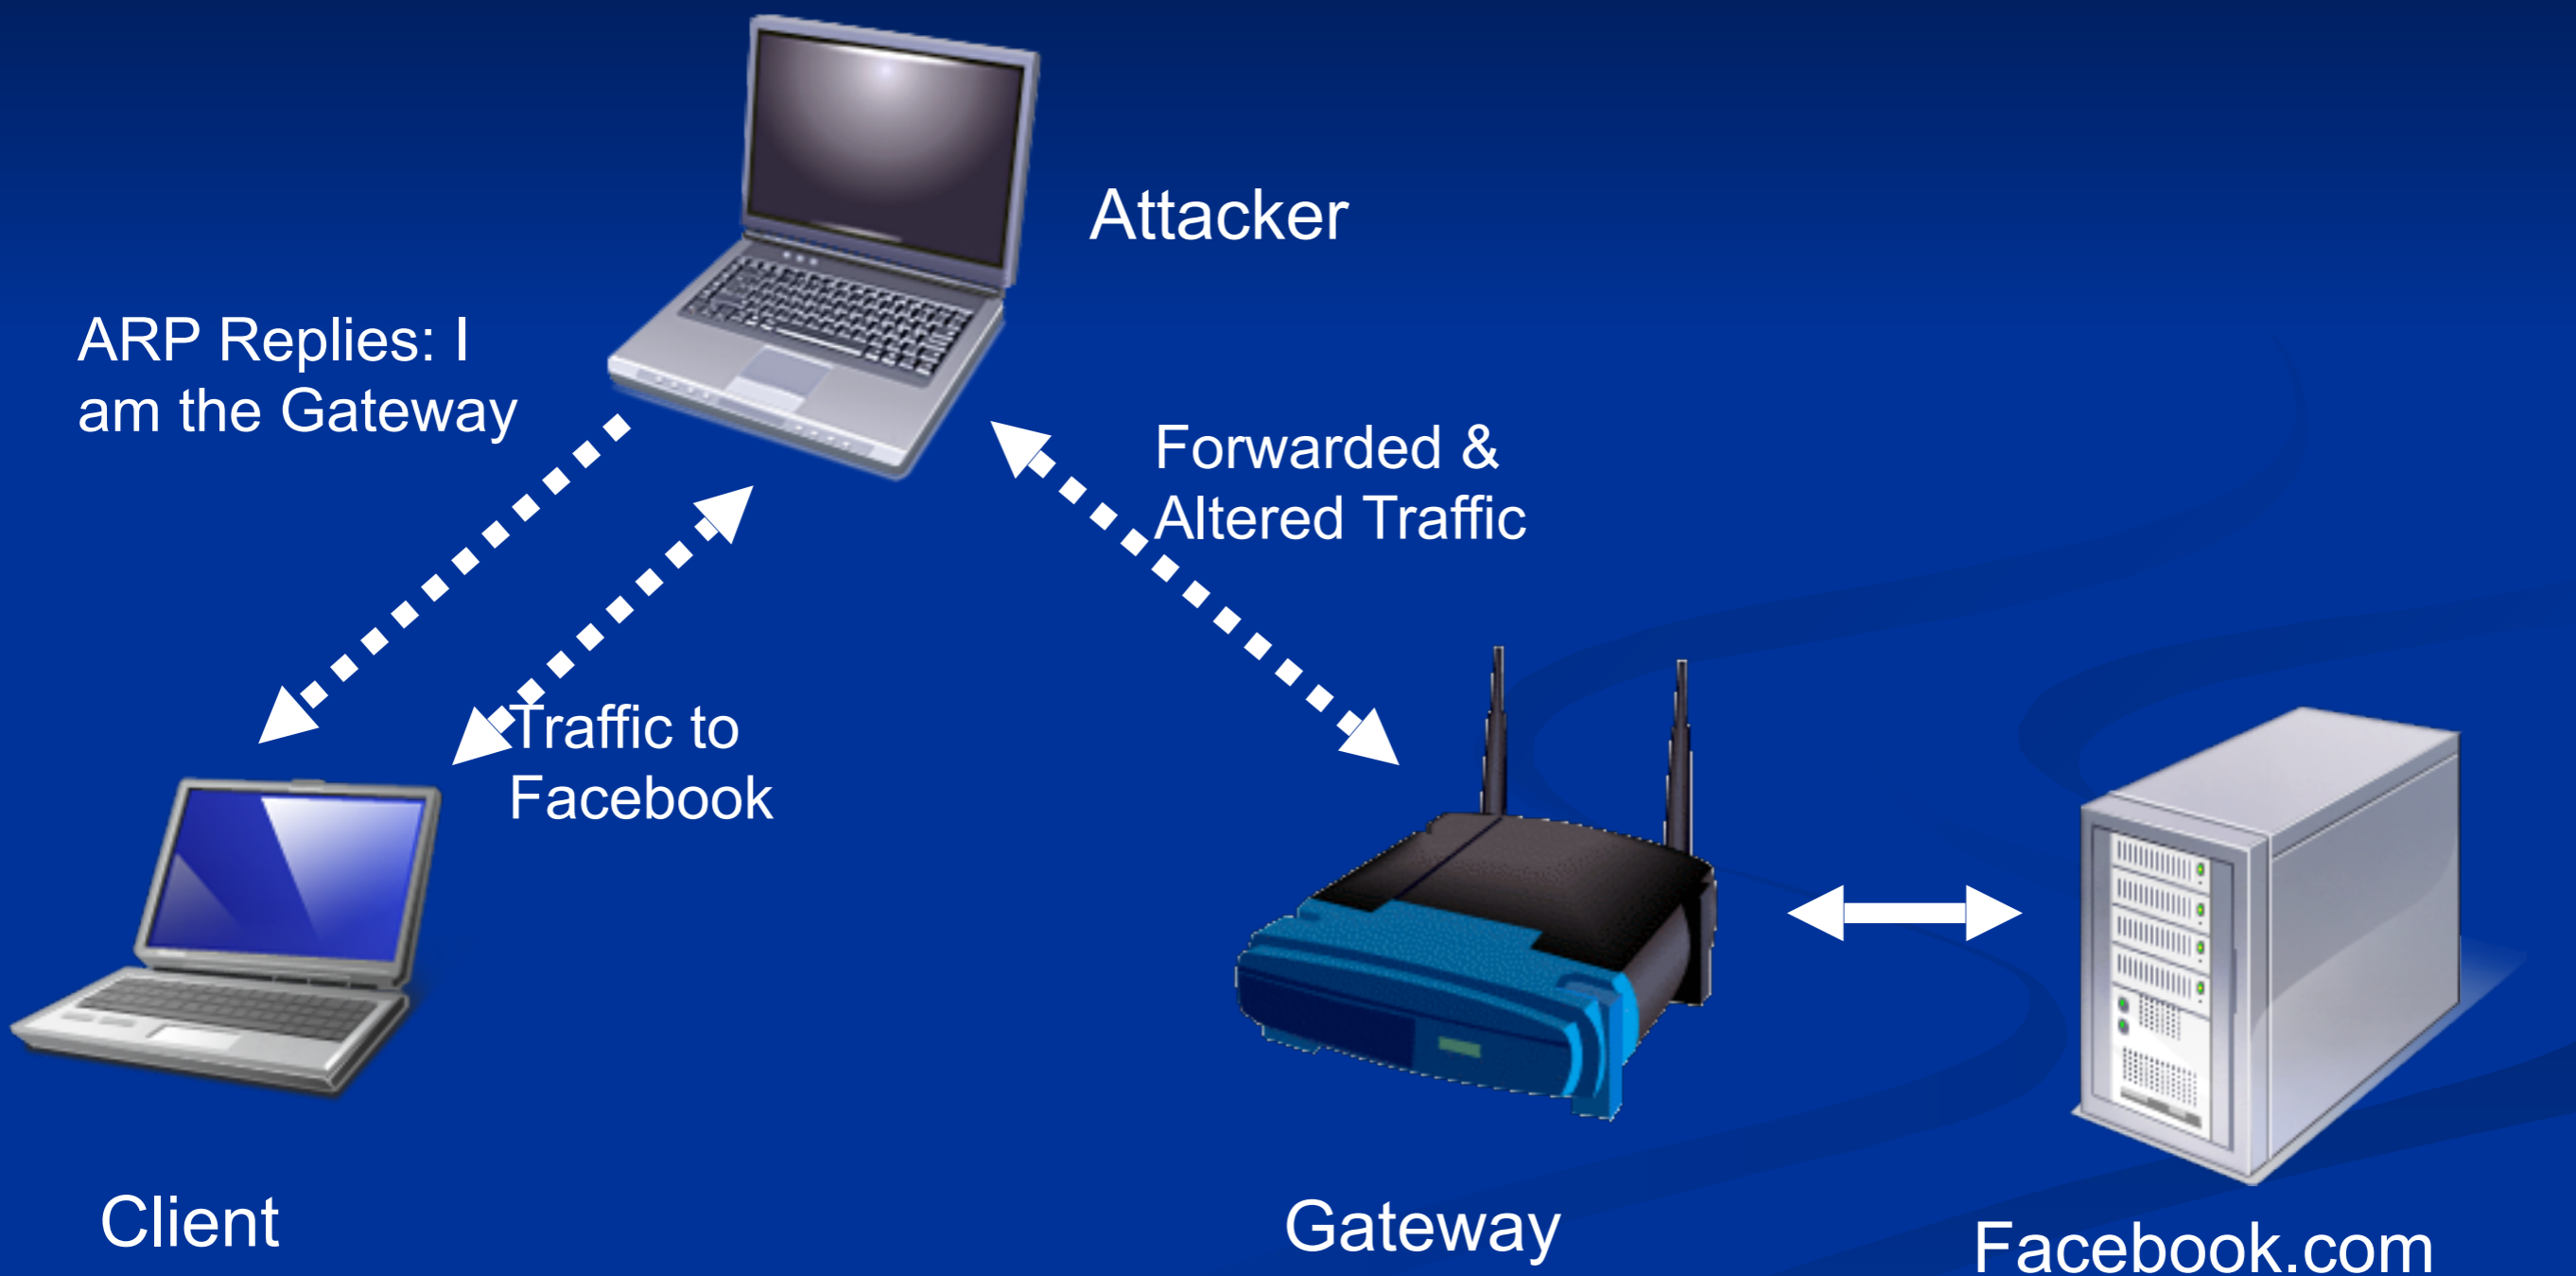 Attacker
ARP Replies: I
am the Gateway
Forwarded &
Altered Traffic
Traffic to
Facebook
Client
Gateway
Facebook.com